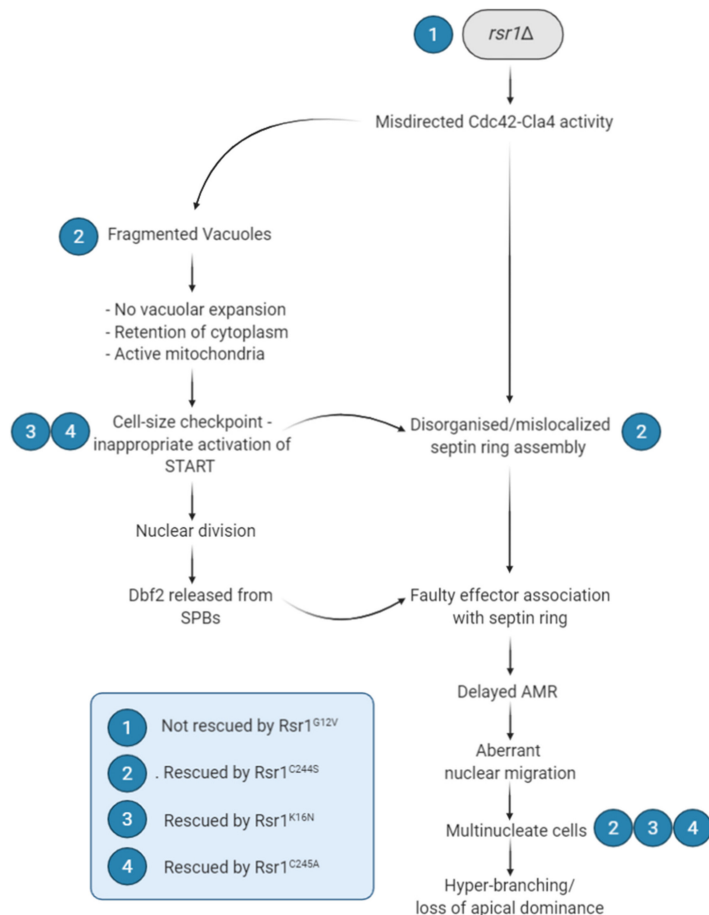 1
rsr1Δ
Misdirected Cdc42-Cla4 activity
2
Fragmented Vacuoles
- No vacuolar expansion
- Retention of cytoplasm
- Active mitochondria
3 4
Cell-size checkpoint -
inappropriate activation of
START
Disorganised/mislocalized
septin ring assembly
2
Nuclear division
Dbf2 released from
SPBs
Faulty effector association
with septin ring
Delayed AMR
Aberrant
nuclear migration
Multinucleate cells
2 3 4
Hyper-branching/
loss of apical dominance
1 Not rescued by Rsr1G12V
2 . Rescued by Rsr1C244S
3 Rescued by Rsr1K16N
4 Rescued by Rsr1C245A